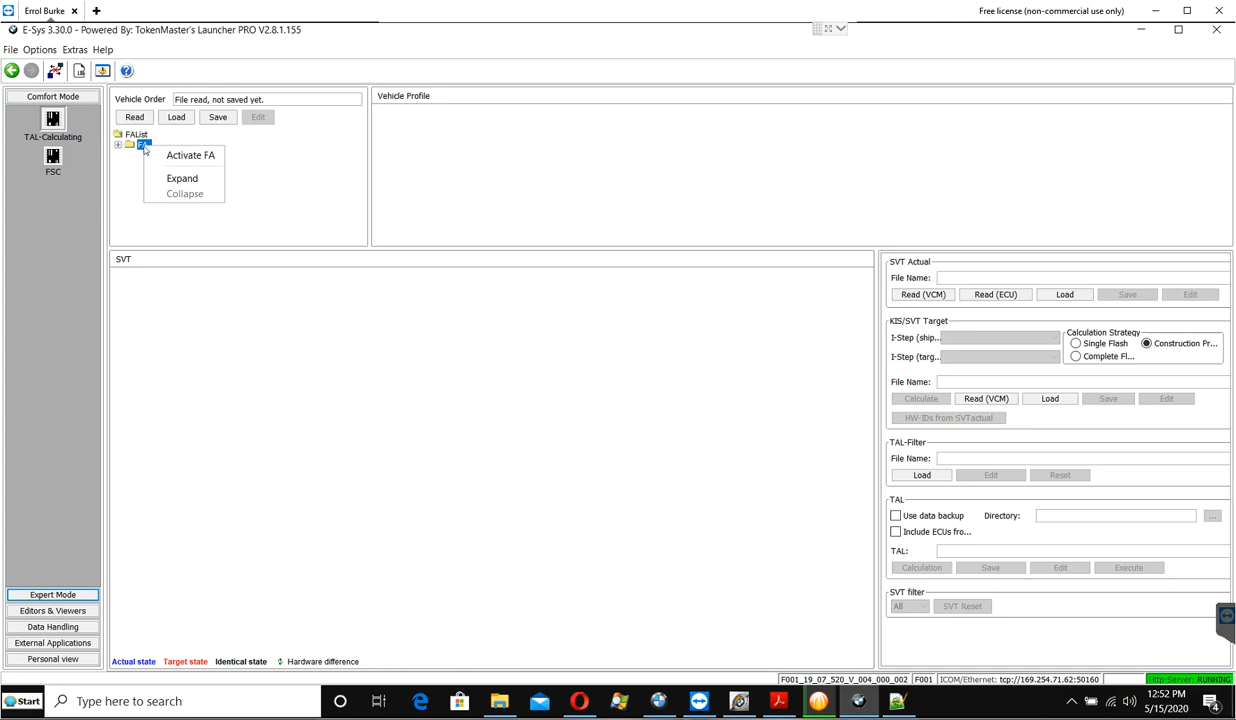 Errol Burke
Free license (non-commercial use only)
E-Sys 3.30.0 - Powered By: TokenMaster's Launcher PRO V2.8.1.155
File Options Extras Help
Comfort Mode
TAL-Calculating
FSC
Vehicle Order File read, not saved yet.
Read Load Save Edit
FAList
Activate FA
Expand
Collapse
Vehicle Profile
SVT
SVT Actual
File Name:
Read (VCM) Read (ECU) Load Save Edit
KIS/SVT Target
I-Step (ship...
I-Step (targ...
Calculation Strategy
Single Flash Construction Pr...
Complete Fl...
File Name:
Calculate Read (VCM) Load Save Edit
HW-IDs from SVTactual
TAL-Filter
File Name:
Load Edit Reset
TAL
Use data backup Directory: ...
Include ECUs fro...
TAL:
Calculation Save Edit Execute
SVT filter
All SVT Reset
Expert Mode
Editors & Viewers
Data Handling
External Applications
Personal view
Actual state Target state Identical state Hardware difference
F001_19_07_520_V_004_000_002 F001 ICOM/Ethernet: tcp://169.254.71.62:50160 Http-Server: RUNNING
Start Type here to search 12:52 PM
5/15/2020
4